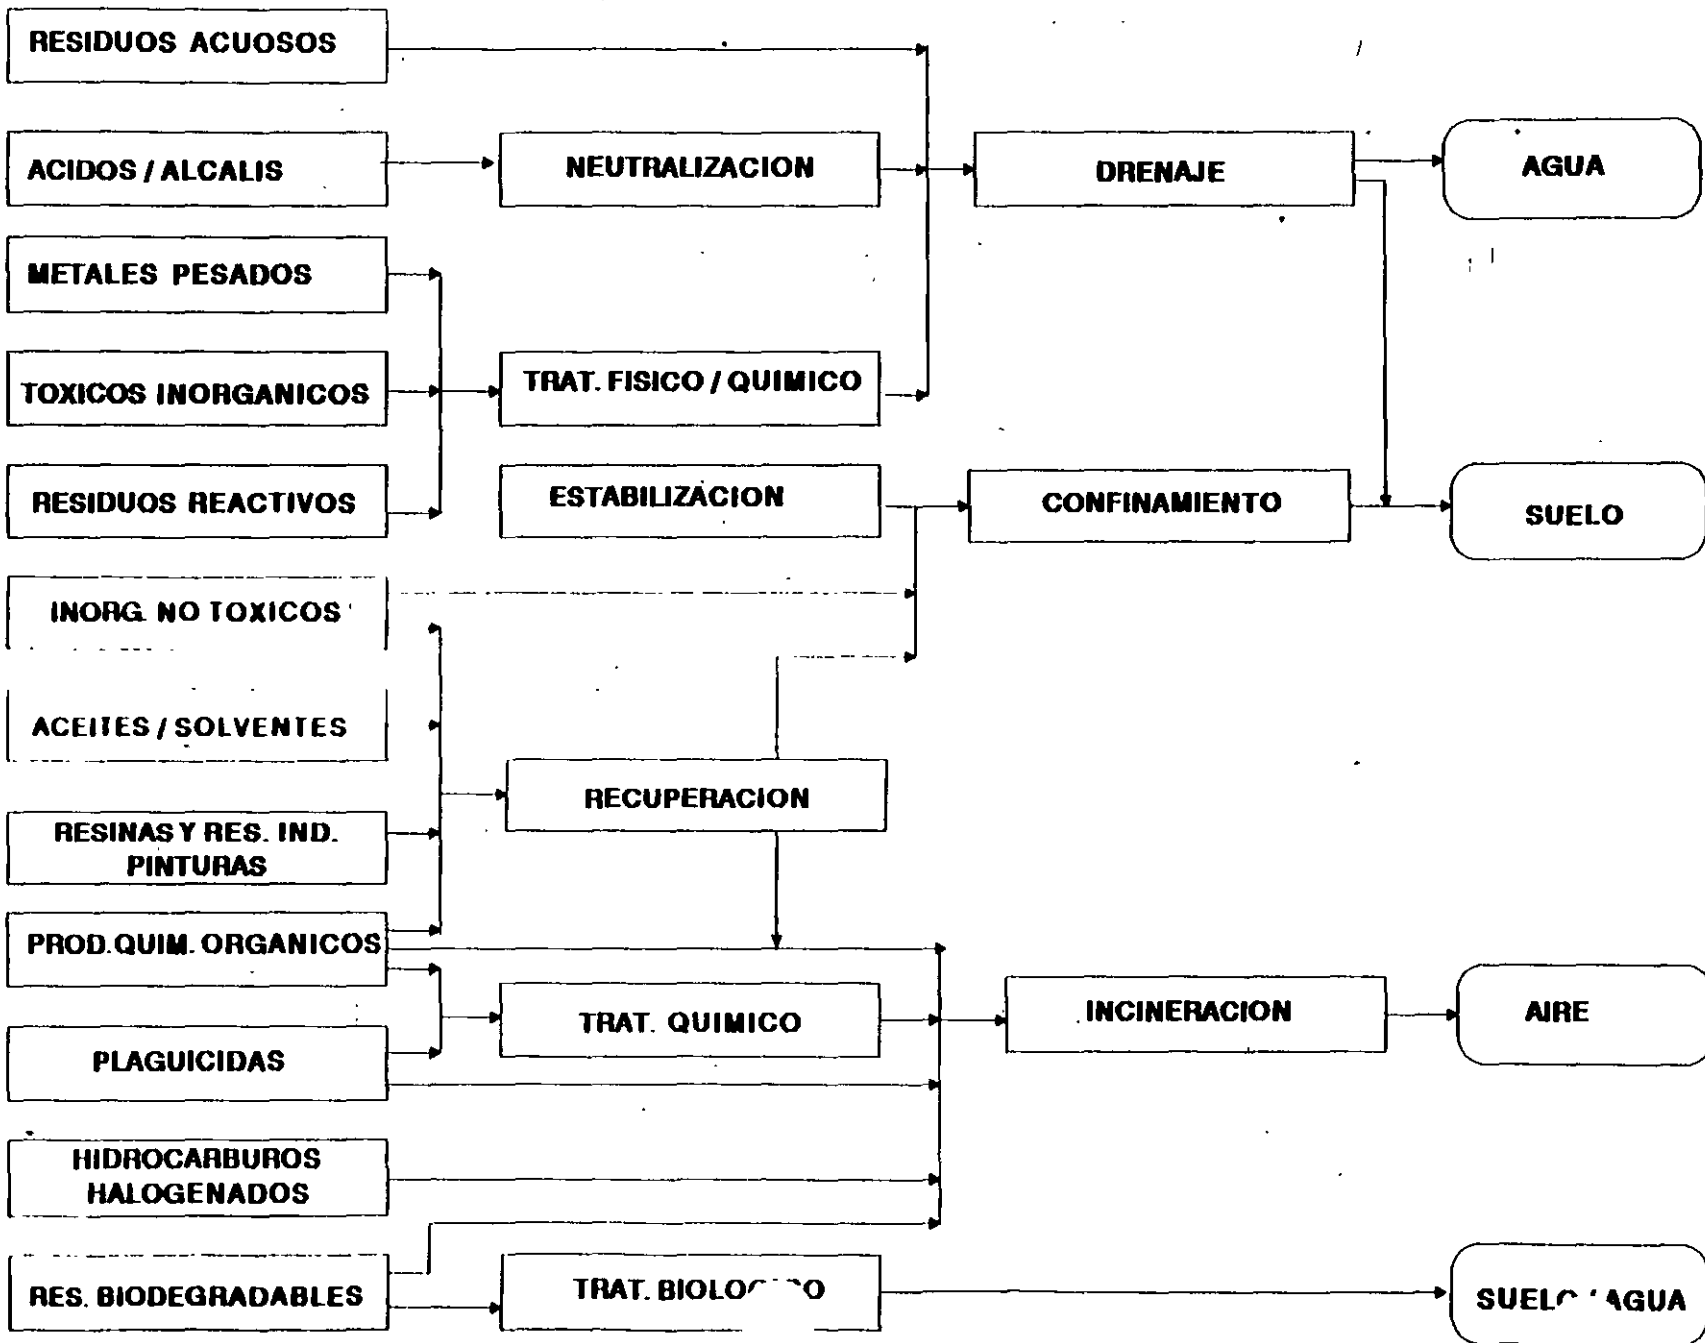 RESIDUOS ACUOSOS
ACIDOS / ALCALIS
NEUTRALIZACION
DRENAJE
AGUA
METALES PESADOS
TOXICOS INORGANICOS
TRAT. FISICO / QUIMICO
RESIDUOS REACTIVOS
ESTABILIZACION
CONFINAMIENTO
SUELO
INORG. NO TOXICOS
ACEITES / SOLVENTES
RECUPERACION
RESINAS Y RES. IND.
PINTURAS
PROD.QUIM. ORGANICOS
TRAT. QUIMICO
INCINERACION
AIRE
PLAGUICIDAS
HIDROCARBUROS
HALOGENADOS
RES. BIODEGRADABLES
TRAT.
AGUA